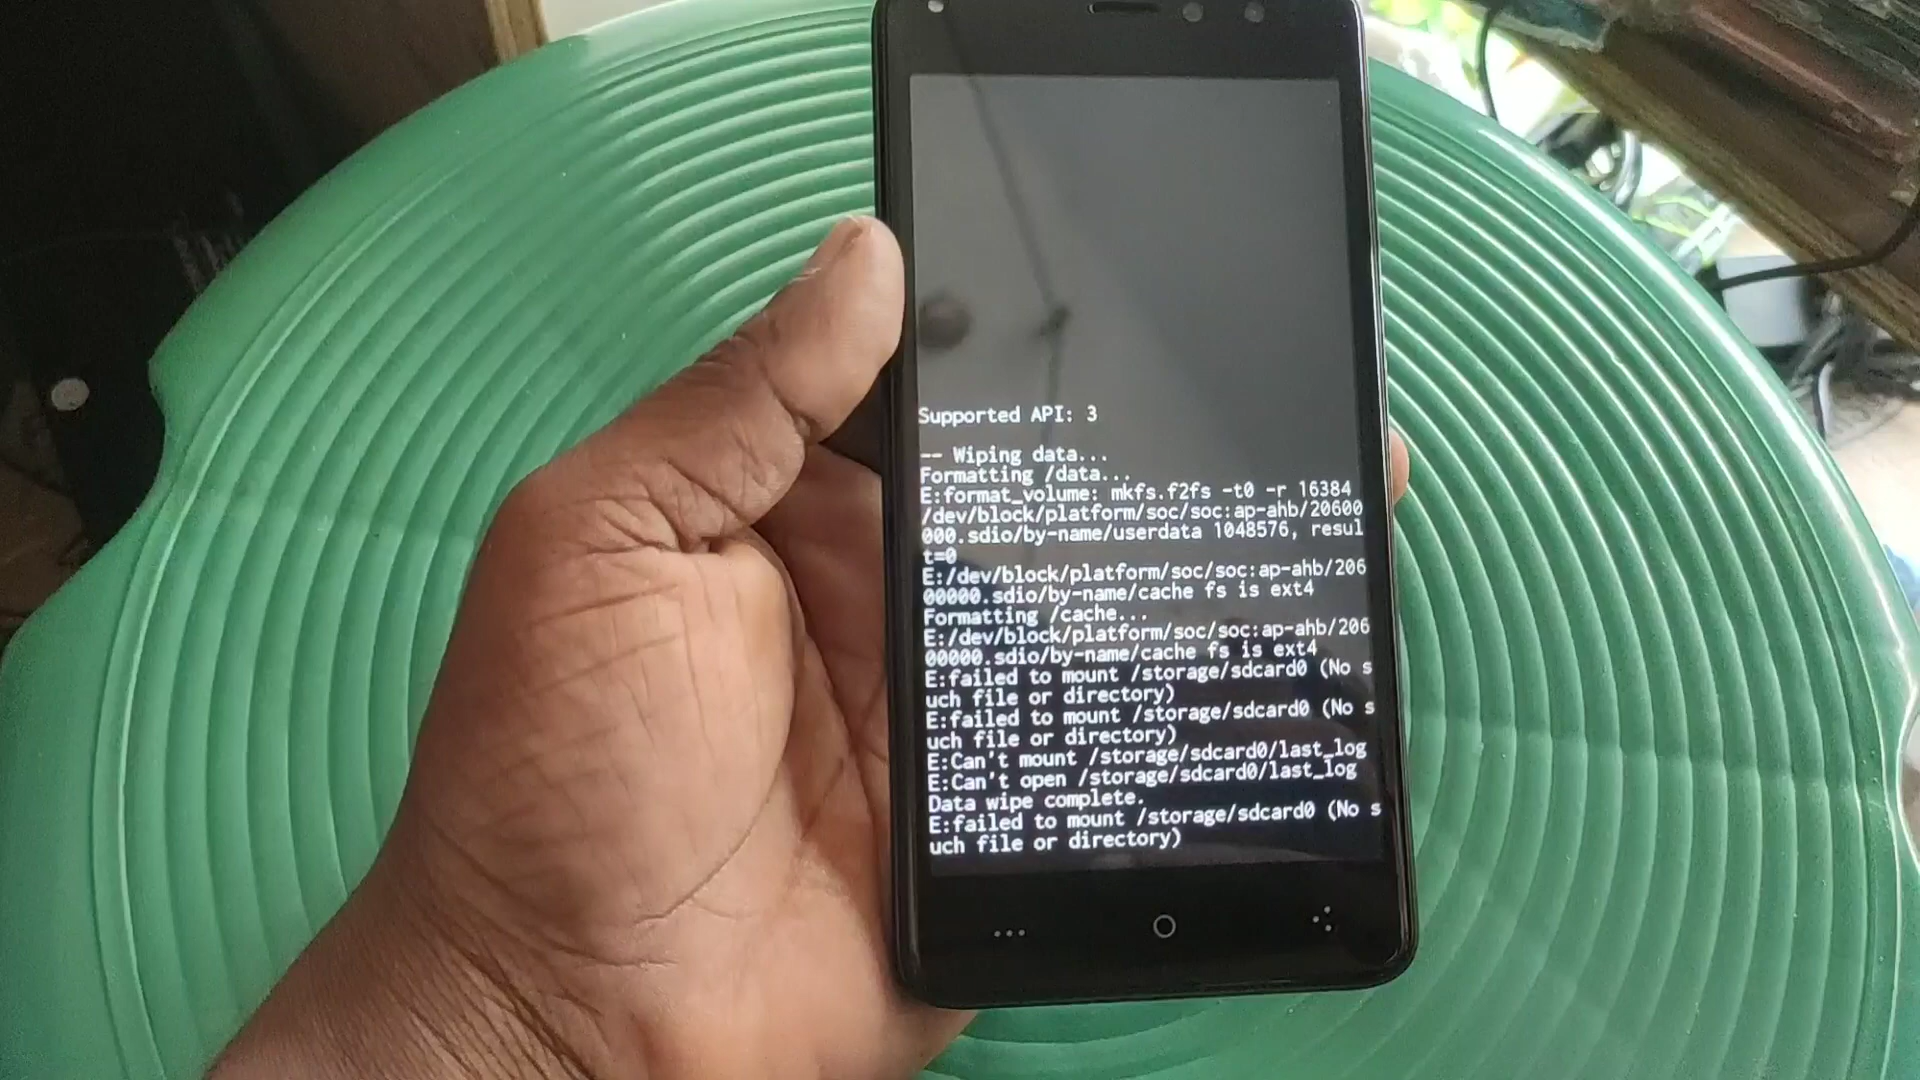 Supported API: 3
-- Wiping data...
Formatting /data...
E:format_volume: mkfs.f2fs -t0 -r 16384
/dev/block/platform/soc/soc:ap-ahb/20600
000.sdio/by-name/userdata 1048576, resul
t=0
E:/dev/block/platform/soc/soc:ap-ahb/206
00000.sdio/by-name/cache fs is ext4
Formatting /cache...
E:/dev/block/platform/soc/soc:ap-ahb/206
00000.sdio/by-name/cache fs is ext4
E:failed to mount /storage/sdcard0 (No s
uch file or directory)
E:failed to mount /storage/sdcard0 (No s
uch file or directory)
E:Can't mount /storage/sdcard0/last_log
E:Can't open /storage/sdcard0/last_log
Data wipe complete.
E:failed to mount /storage/sdcard0 (No s
uch file or directory)